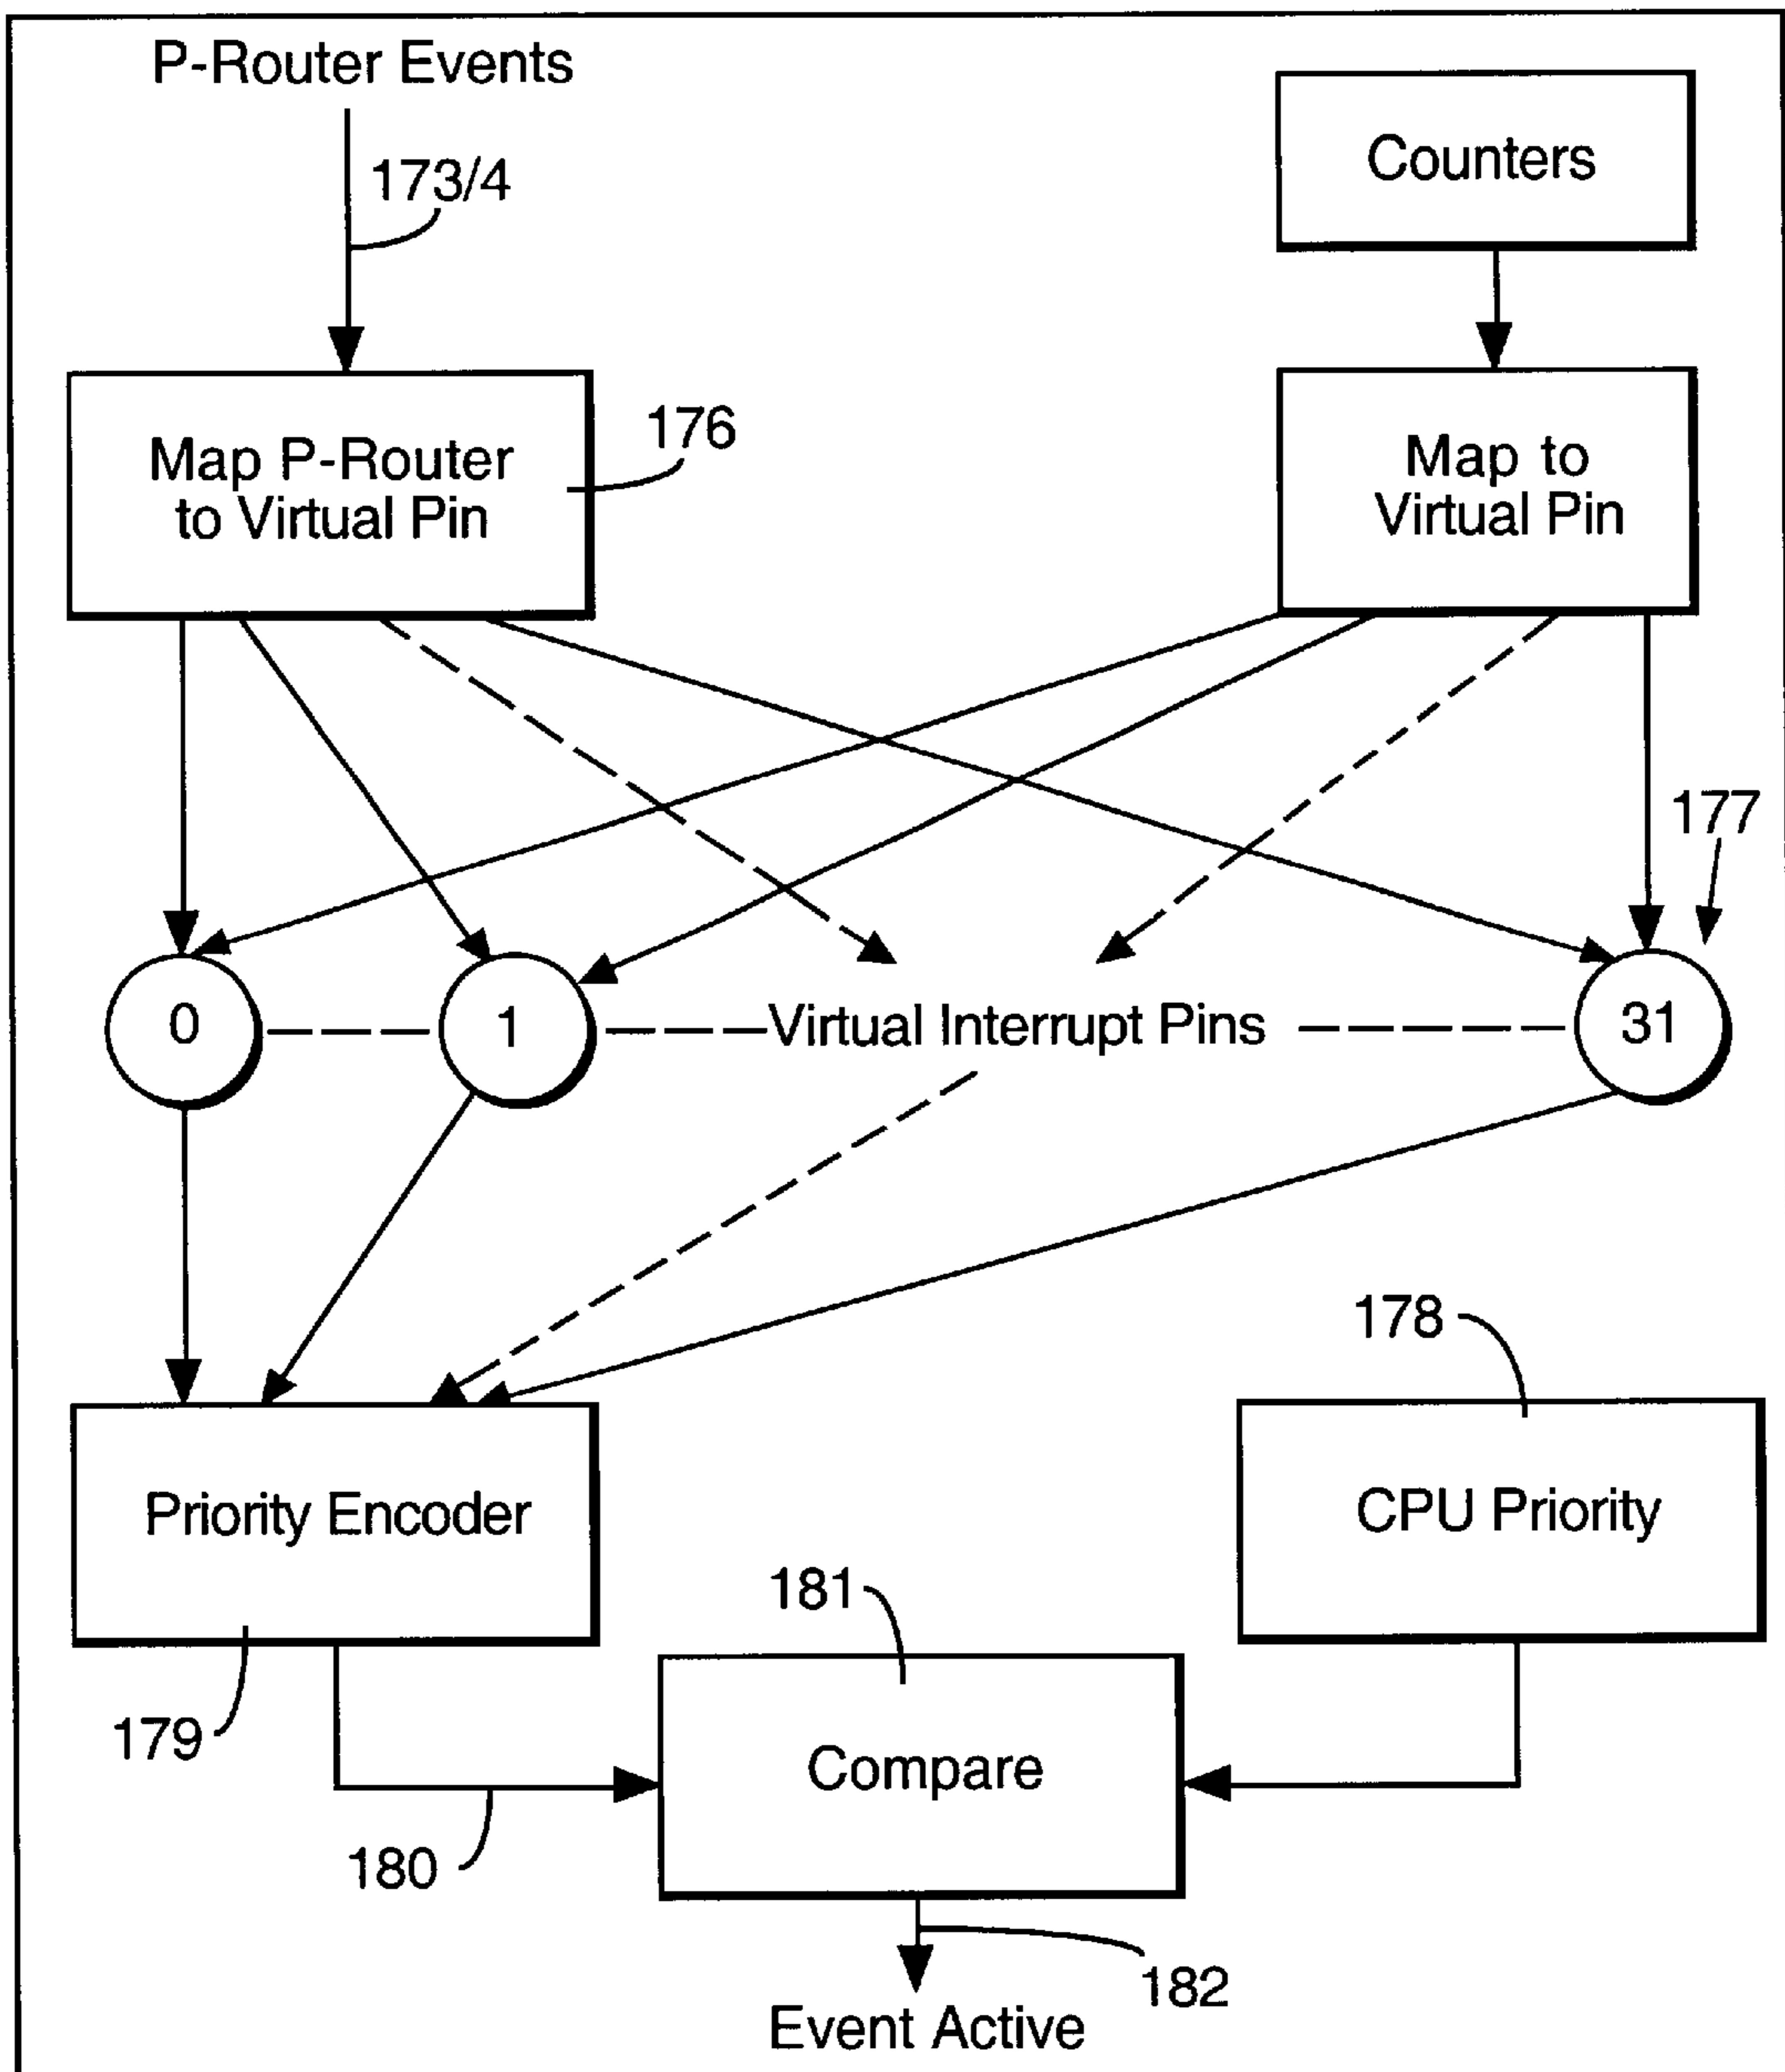 P-Router Events
173/4
Counters
Map P-Router
to Virtual Pin
176
Map to
Virtual Pin
177
0
1
Virtual Interrupt Pins
31
178
Priority Encoder
CPU Priority
181
179
Compare
180
182
Event Active